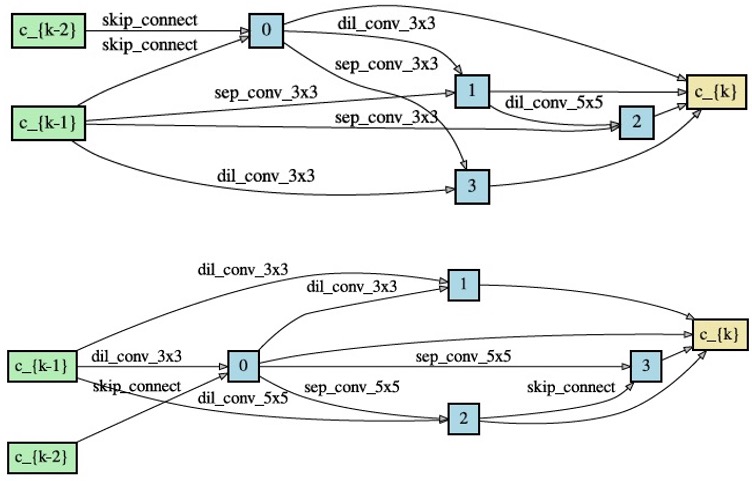 c_{k-2}
skip_connect
0
dil_conv_3x3
skip_connect
sep_conv_3x3
sep_conv_3x3
1
c_{k}
dil_conv_5x5
c_{k-1}
sep_conv_3x3
2
dil_conv_3x3
3
dil_conv_3x3
dil_conv_3x3
1
c_{k}
c_{k-1}
dil_conv_3x3
0
sep_conv_5x5
3
skip_connect
sep_conv_5x5
skip_connect
dil_conv_5x5
2
c_{k-2}